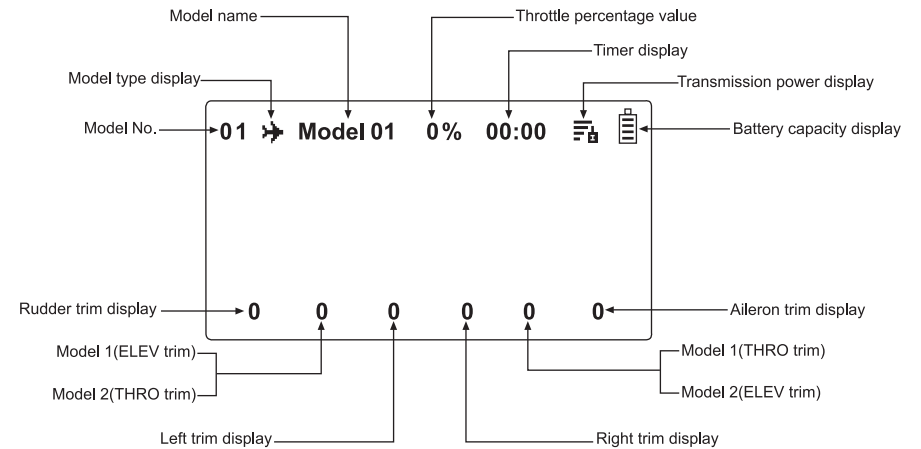 Model name
Throttle percentage value
Timer display
Model type display
Transmission power display
Model No.
01 Model 01 0% 00:00
Battery capacity display
Rudder trim display
0 0 0 0 0 0
Aileron trim display
Model 1(ELEV trim)
Model 1(THRO trim)
Model 2(THRO trim)
Model 2(ELEV trim)
Left trim display
Right trim display